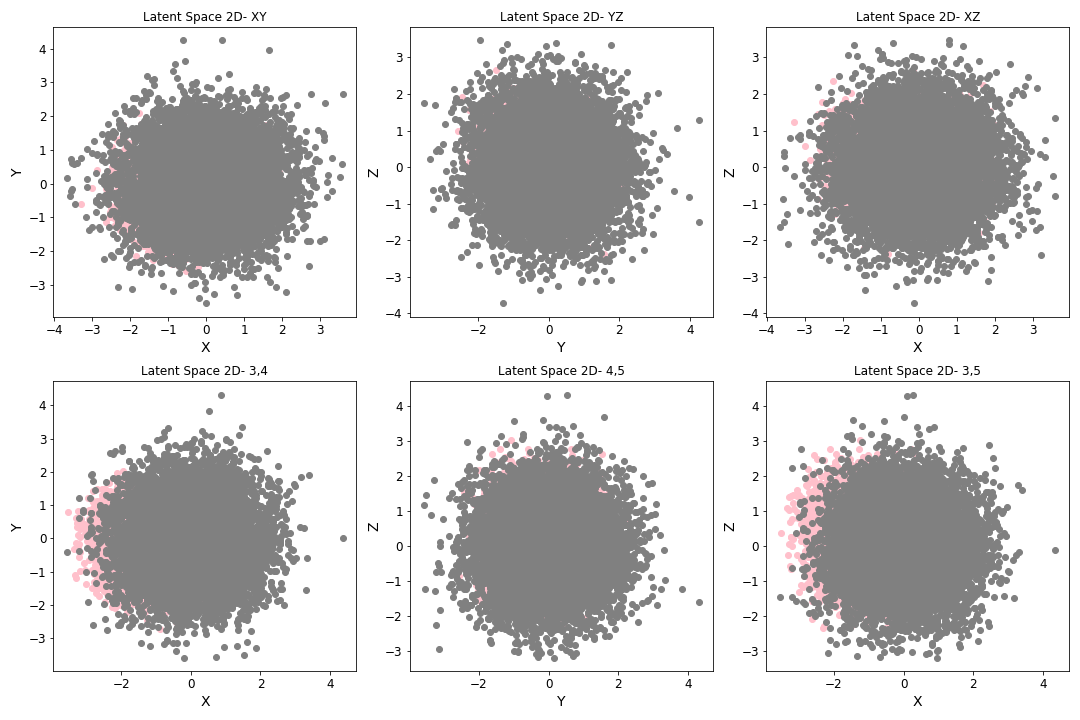 Latent Space 2D- XY
Latent Space 2D- YZ
Latent Space 2D- XZ
4
3
2
1
0
−1
−2
−3
Y
−4 −3 −2 −1 0 1 2 3
X
3
2
1
0
−1
−2
−3
−4
Z
−2 0 2 4
Y
3
2
1
0
−1
−2
−3
−4
Z
−4 −3 −2 −1 0 1 2 3
X
Latent Space 2D- 3,4
Latent Space 2D- 4,5
Latent Space 2D- 3,5
4
3
2
1
0
−1
−2
−3
Y
−2 0 2 4
X
4
3
2
1
0
−1
−2
−3
Z
−2 0 2 4
Y
4
3
2
1
0
−1
−2
−3
Z
−2 0 2 4
X